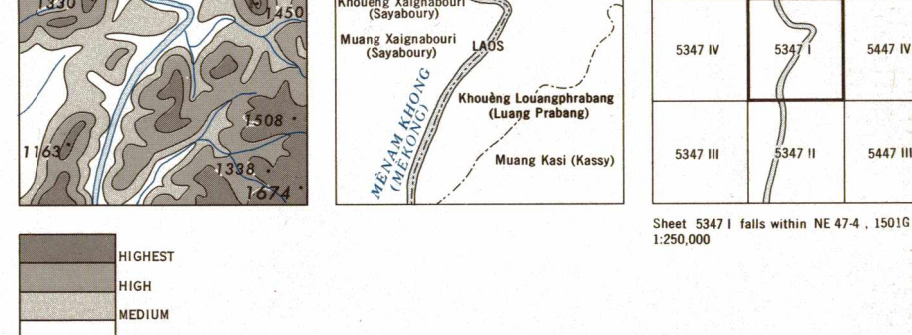 1330
1450
1508
1163
1338
1674
HIGHEST
HIGH
MEDIUM
Khouèng Xaignabouri
(Sayaboury)
Muang Xaignabouri
(Sayaboury)
LAOS
MÈNAM KHONG
(MÉKONG)
Khouèng Louangphrabang
(Luang Prabang)
Muang Kasi (Kassy)
5347 IV
5347 I
5447 IV
5347 III
5347 II
5447 III
Sheet 5347 I falls within NE 47-4 , 1501G
1:250,000